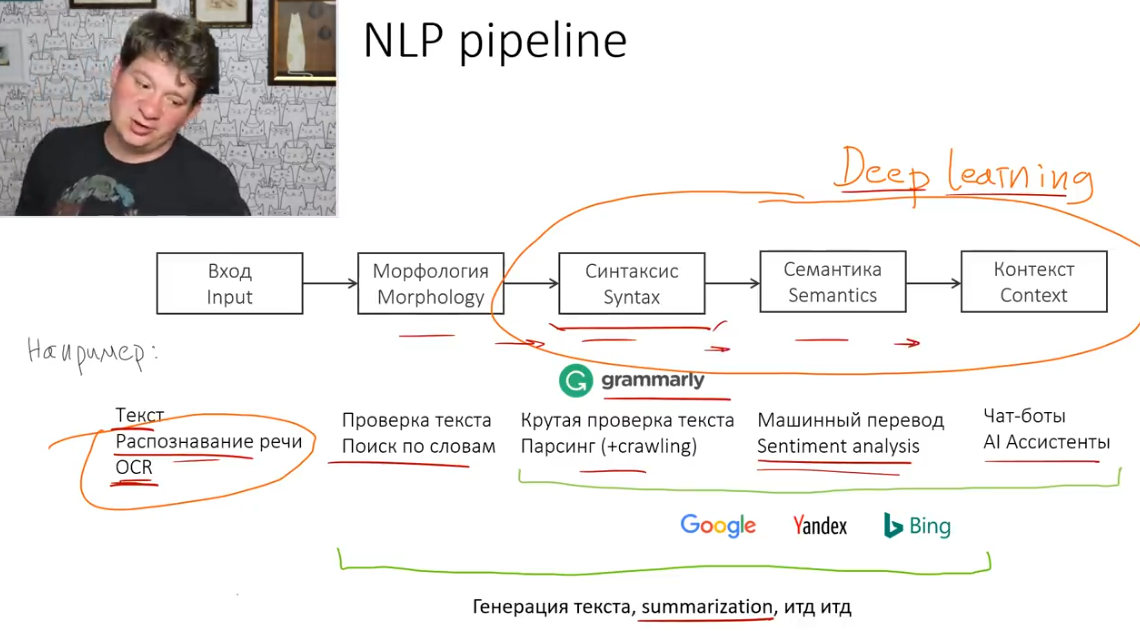 NLP pipeline
Deep learning
Вход
Input
Морфология
Morphology
Синтаксис
Syntax
Семантика
Semantics
Контекст
Context
Например:
grammarly
Текст
Распознавание речи
OCR
Проверка текста
Поиск по словам
Крутая проверка текста
Парсинг (+crawling)
Машинный перевод
Sentiment analysis
Чат-боты
AI Ассистенты
Google
Yandex
Bing
Генерация текста, summarization, итд итд